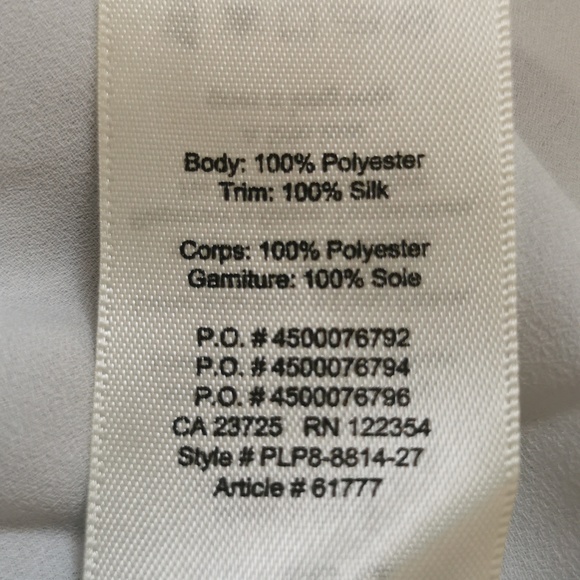 Body: 100% Polyester
Trim: 100% Silk
Corps: 100% Polyester
Garniture: 100% Soie
P.O. # 4500076792
P.O. # 4500076794
P.O. # 4500076796
CA 23725 RN 122354
Style # PLP8-8814-27
Article # 61777